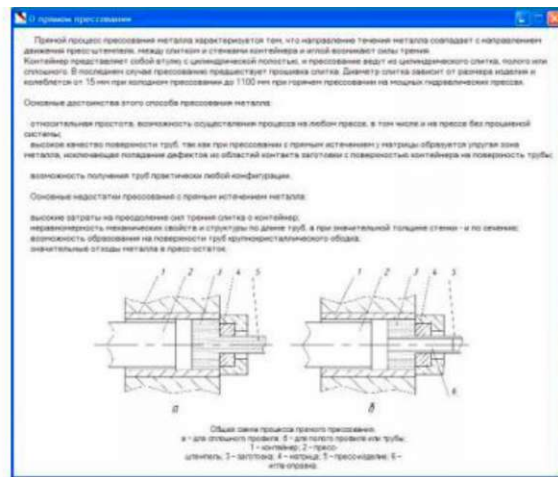 О прямом прессовании
Прямой процесс прессования металла характеризуется тем, что направление течения металла совпадает с направлением
движения пресс-штемпеля, между слитком и стенками контейнера и иглой возникают силы трения.
Контейнер представляет собой втулку с цилиндрической полостью, и прессование ведут из цилиндрического слитка, полого или
сплошного. В последнем случае прессованию предшествует прошивка слитка. Диаметр слитка зависит от размера изделия и
колеблется от 15 мм при холодном прессовании до 1100 мм при горячем прессовании на мощных гидравлических прессах.
Основные достоинства этого способа прессования металла:
относительная простота, возможность осуществления процесса на любом прессе, в том числе и на прессе без прошивной
системы;
высокое качество поверхности труб, так как при прессовании с прямым истечением у матрицы образуется упругая зона
металла, исключающая попадание дефектов из областей контакта заготовки с поверхностью контейнера на поверхность трубы;
возможность получения труб практически любой конфигурации.
Основные недостатки прессования с прямым истечением металла:
высокие затраты на преодоление сил трения слитка о контейнер;
неравномерность механических свойств и структуры по длине труб, а при значительной толщине стенки - и по сечению;
возможность образования на поверхности труб крупнокристаллического ободка;
значительные отходы металла в пресс-остаток.
1 2 3 4 5 1 2 3 4 5
6
а б
Общая схема процесса прямого прессования:
а – для сплошного профиля; б – для полого профиля или трубы;
1 – контейнер; 2 – пресс-
штемпель; 3 – заготовка; 4 – матрица; 5 – пресс-изделие; 6 –
игла-оправка